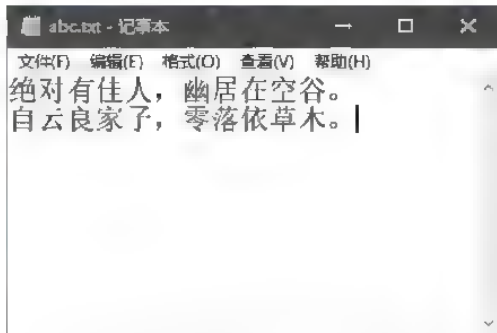 abc.txt - 记事本
文件(F) 编辑(E) 格式(O) 查看(V) 帮助(H)
绝对有佳人，幽居在空谷。
自云良家子，零落依草木。